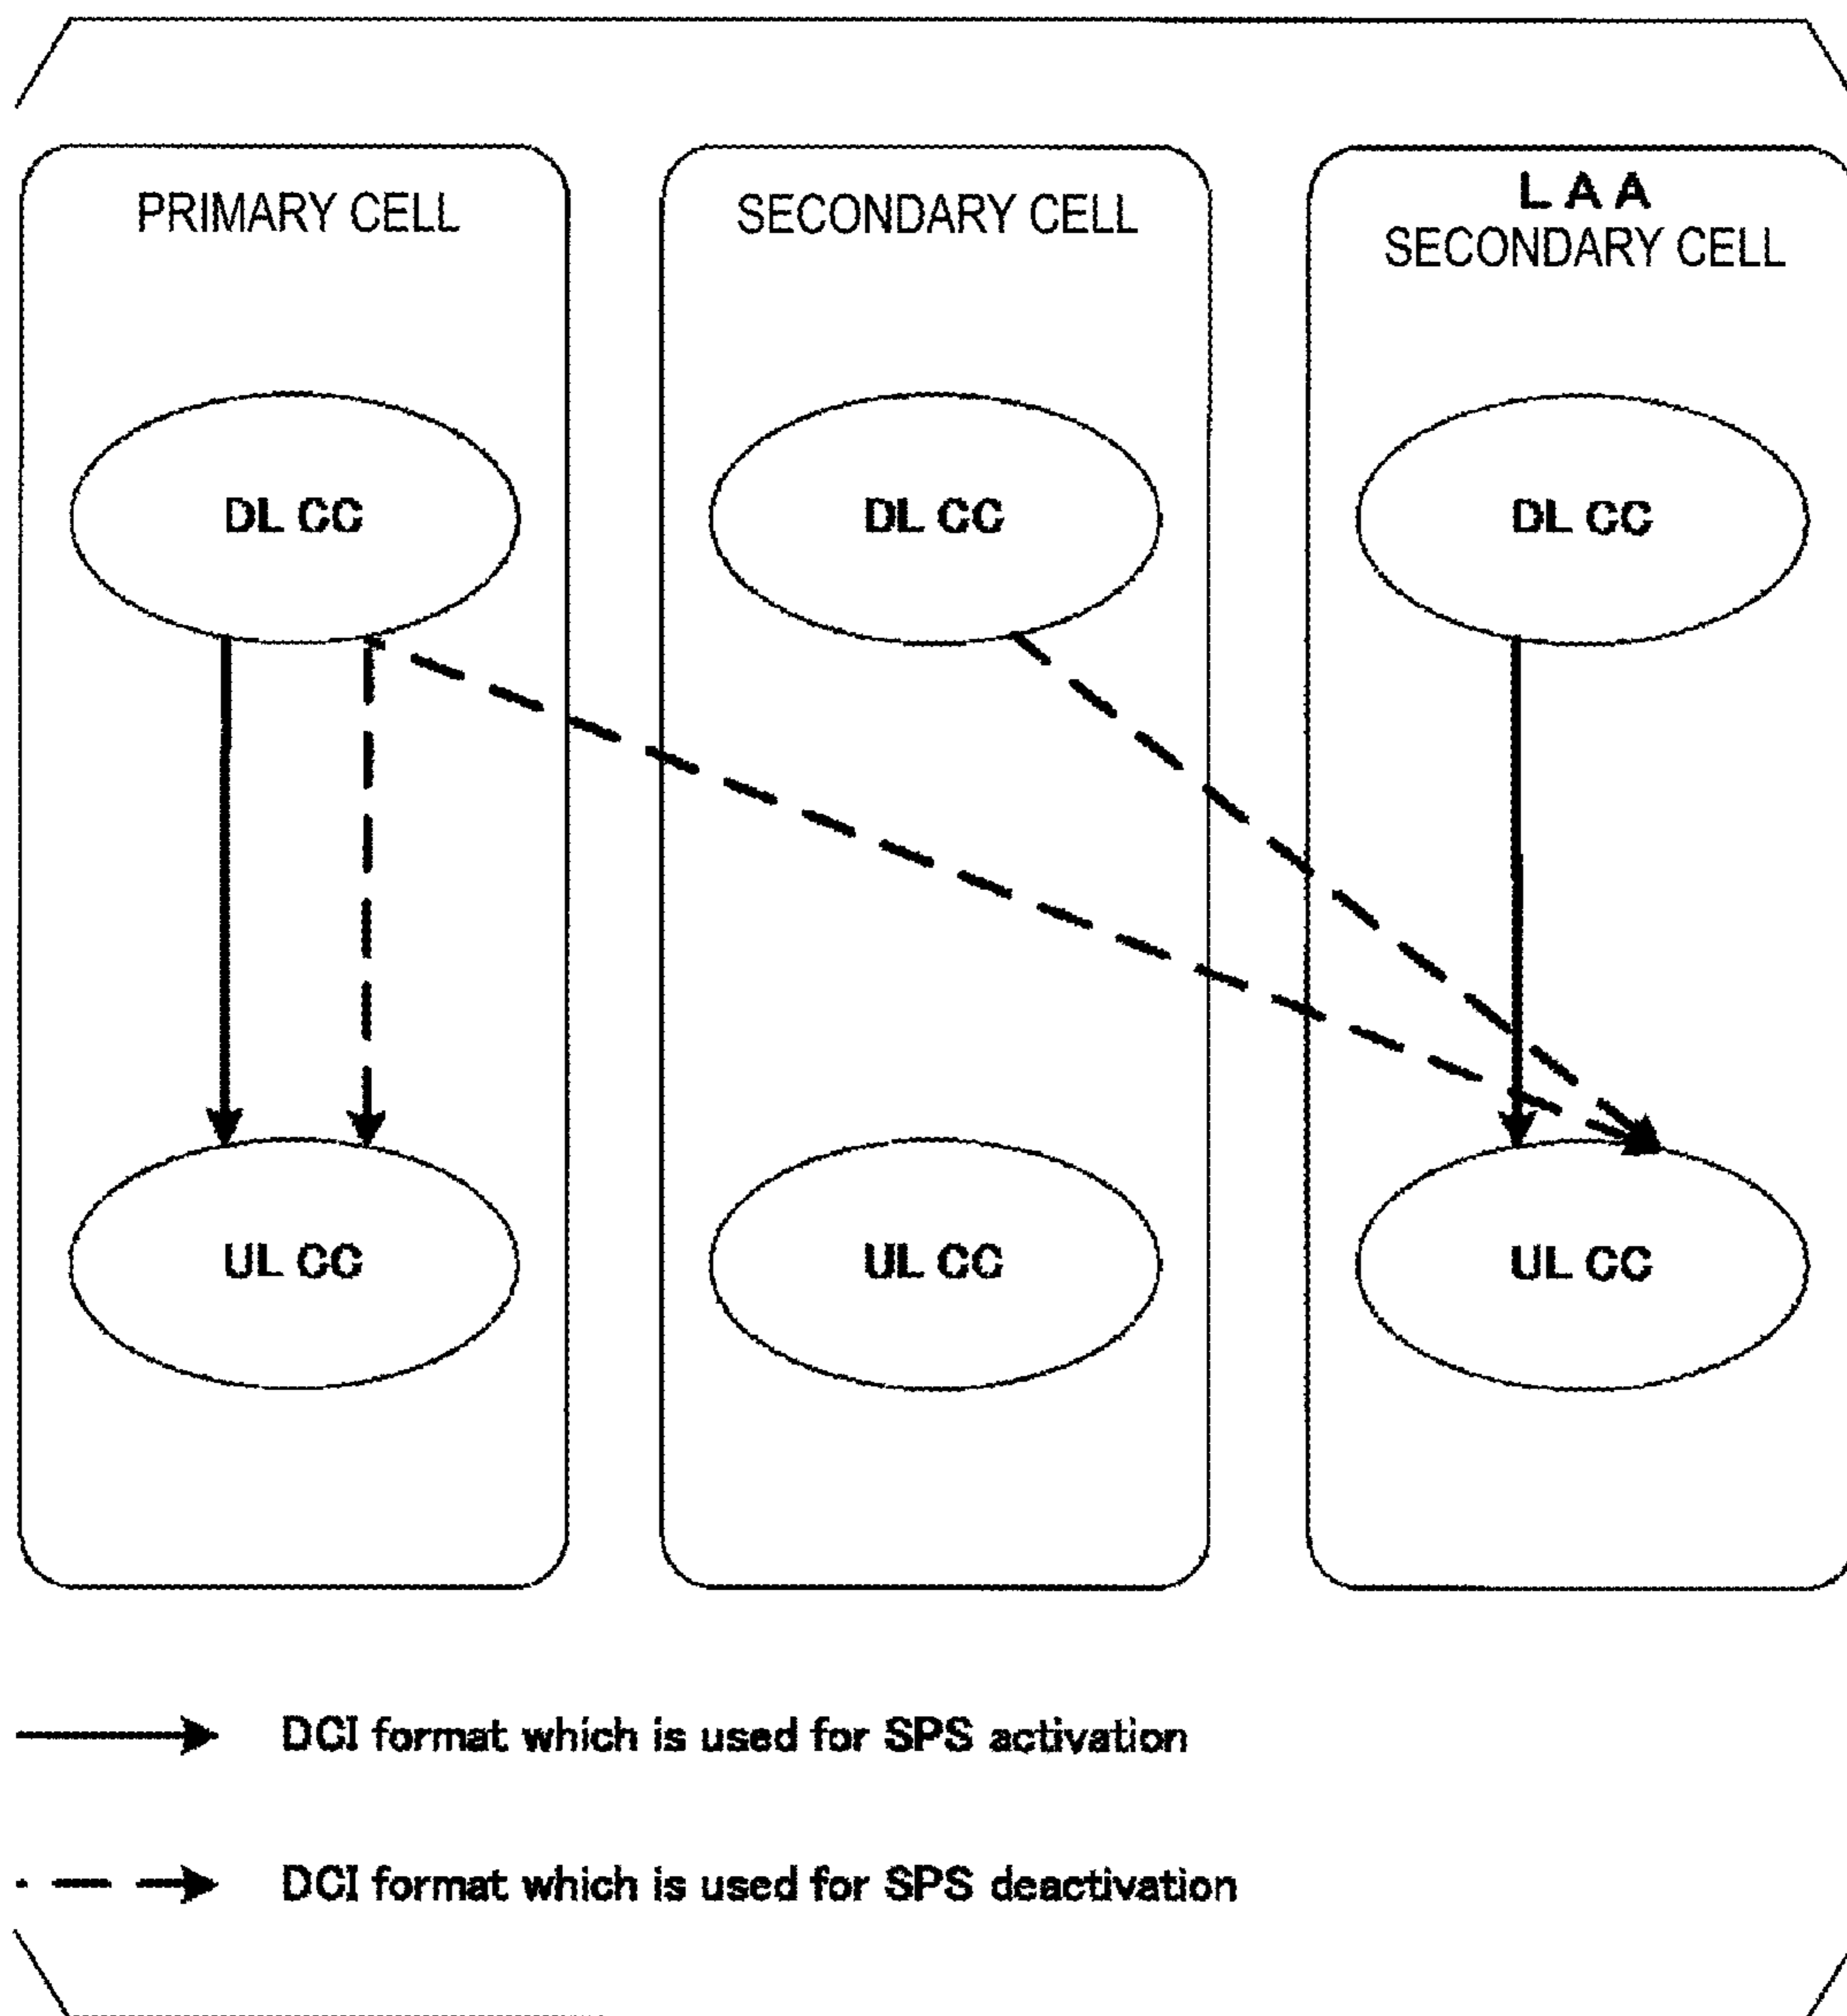 PRIMARY CELL
SECONDARY CELL
LAA
SECONDARY CELL
DL CC
DL CC
DL CC
UL CC
UL CC
UL CC
DCI format which is used for SPS activation
DCI format which is used for SPS deactivation